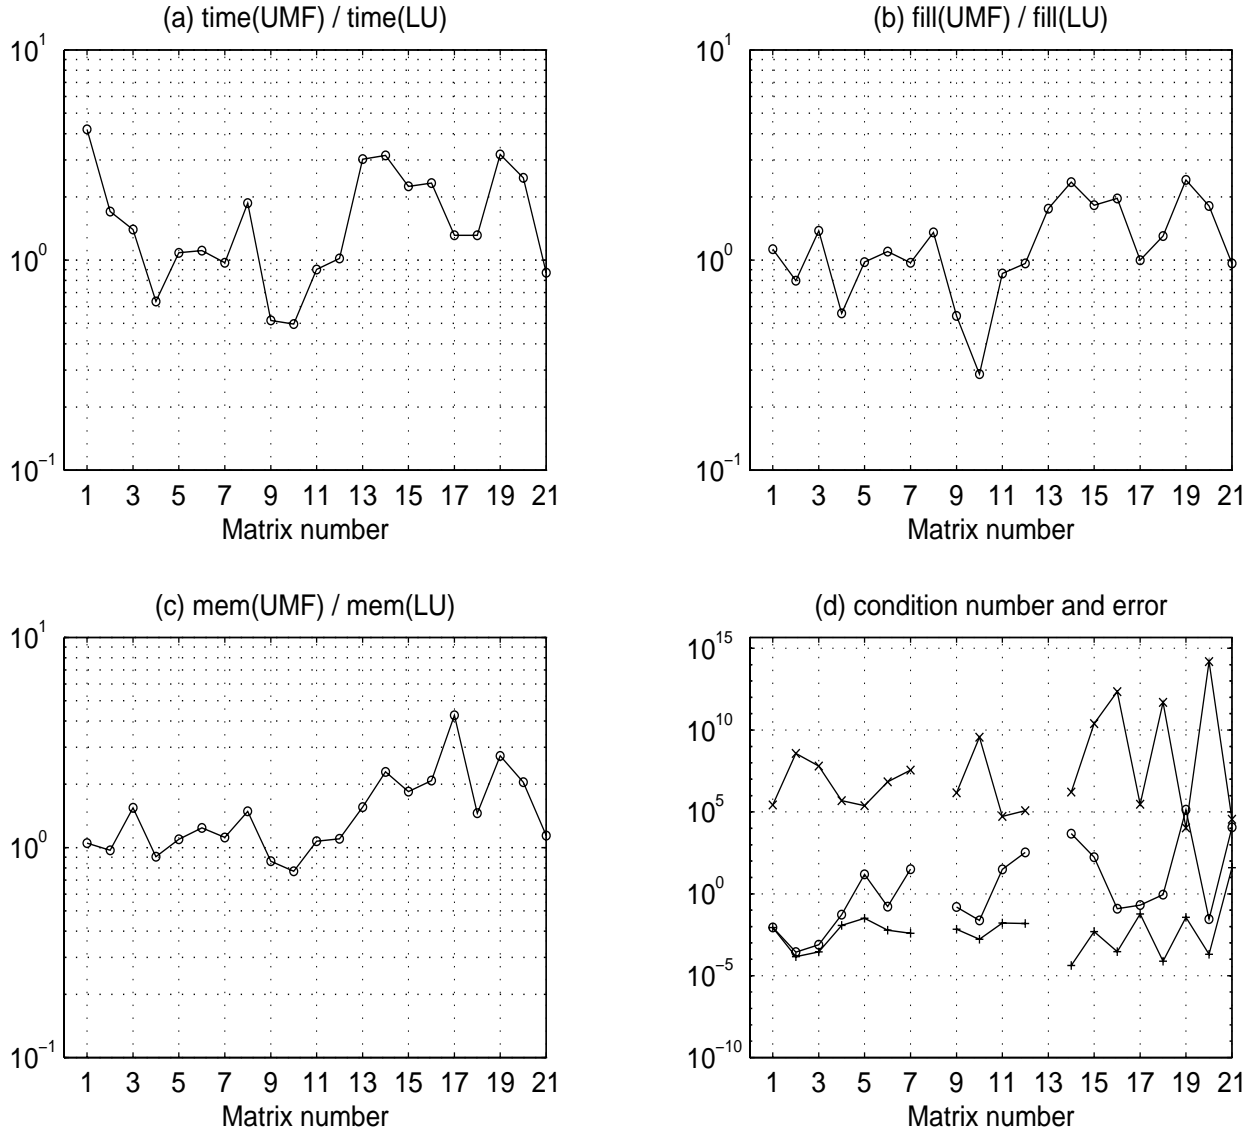 (a) time(UMF) / time(LU)
10^1
10^0
10^−1
1 3 5 7 9 11 13 15 17 19 21
Matrix number
(b) fill(UMF) / fill(LU)
10^1
10^0
10^−1
1 3 5 7 9 11 13 15 17 19 21
Matrix number
(c) mem(UMF) / mem(LU)
10^1
10^0
10^−1
1 3 5 7 9 11 13 15 17 19 21
Matrix number
(d) condition number and error
10^15
10^10
10^5
10^0
10^−5
10^−10
1 3 5 7 9 11 13 15 17 19 21
Matrix number